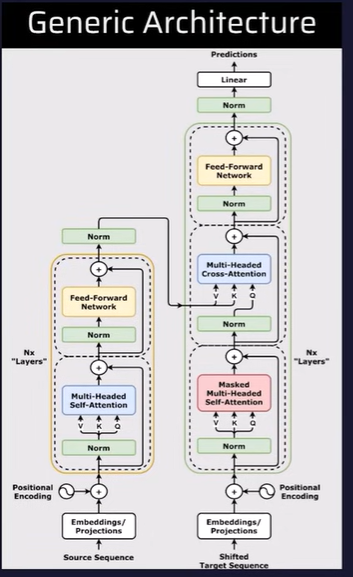 Generic Architecture
Predictions
Linear
Norm
+
Feed-Forward
Network
Norm
+
Multi-Headed
Cross-Attention
V K Q
Norm
+
Masked
Multi-Headed
Self-Attention
V K Q
Norm
Nx
"Layers"
+
Positional
Encoding
Embeddings/
Projections
Shifted
Target Sequence
Norm
+
Feed-Forward
Network
Norm
+
Multi-Headed
Self-Attention
V K Q
Norm
Nx
"Layers"
Positional
Encoding
+
Embeddings/
Projections
Source Sequence